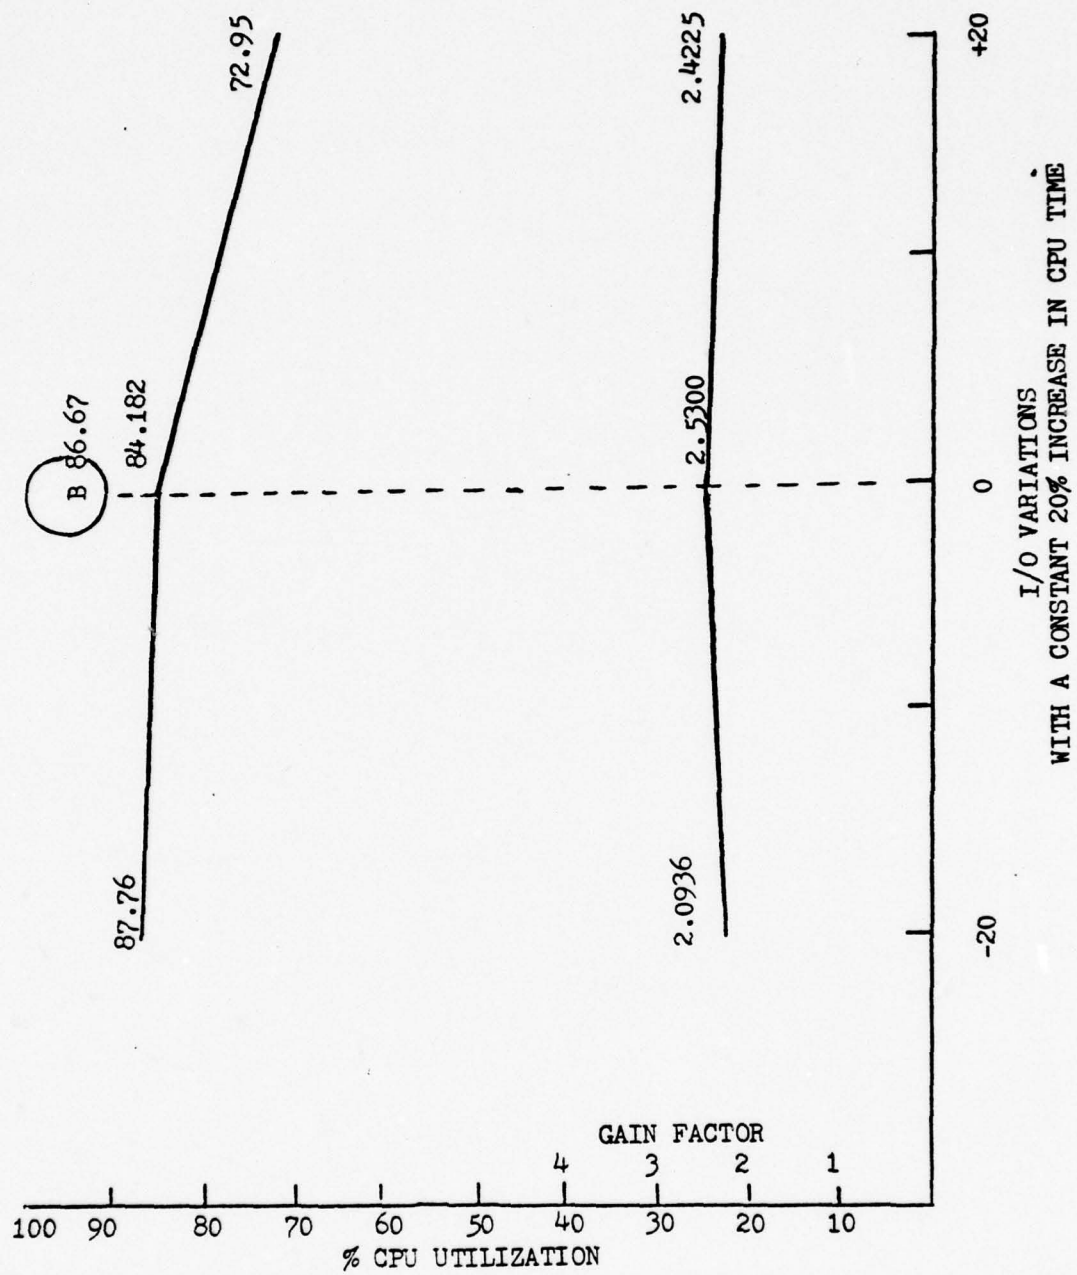 B 86.67
87.76
84.182
72.95
2.0936
2.5300
2.4225
GAIN FACTOR
4 3 2 1
100 90 80 70 60 50 40 30 20 10
% CPU UTILIZATION
-20 0 +20
I/O VARIATIONS
WITH A CONSTANT 20% INCREASE IN CPU TIME